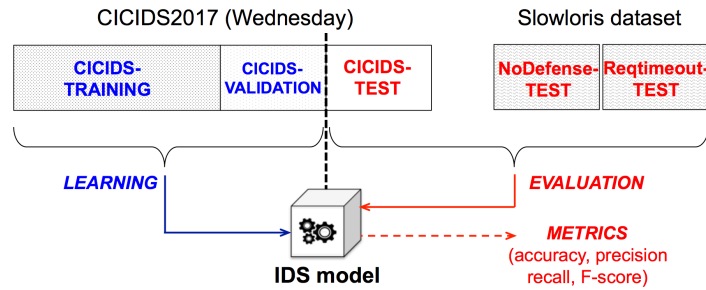 CICIDS2017 (Wednesday)
Slowloris dataset
CICIDS-
TRAINING
CICIDS-
VALIDATION
CICIDS-
TEST
NoDefense-
TEST
Reqtimeout-
TEST
LEARNING
EVALUATION
METRICS
(accuracy, precision
recall, F-score)
IDS model